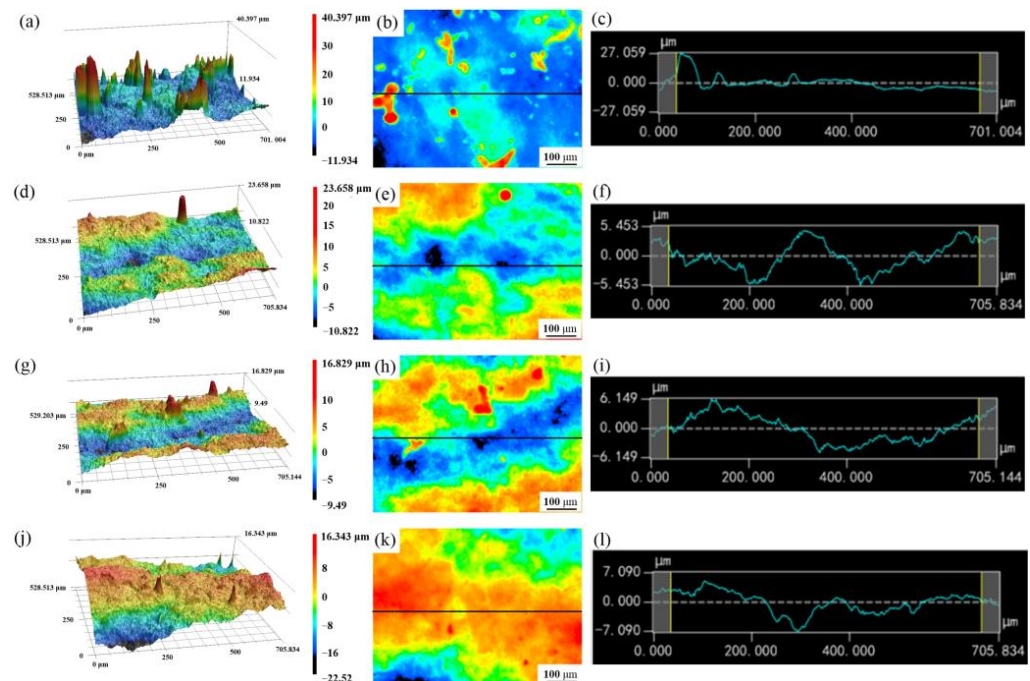 (a)
40.397 µm
11.934
528.513 µm
250
0
0 µm
250
500
701.004
40.397 µm
30
20
10
0
−11.934
(b)
100 µm
(c)
µm
27.059
0.000
−27.059
µm
0.000
200.000
400.000
701.004
(d)
23.658 µm
10.822
528.513 µm
250
0
0 µm
250
500
705.834
23.658 µm
20
15
10
5
0
−5
−10.822
(e)
100 µm
(f)
µm
5.453
0.000
−5.453
µm
0.000
200.000
400.000
705.834
(g)
16.829 µm
9.49
529.203 µm
250
0
0 µm
250
500
705.144
16.829 µm
10
5
0
−5
−9.49
(h)
100 µm
(i)
µm
6.149
0.000
−6.149
µm
0.000
200.000
400.000
705.144
(j)
16.343 µm
528.513 µm
250
0
0 µm
250
500
705.834
16.343 µm
8
0
−8
−16
−22.52
(k)
100 µm
(l)
µm
7.090
0.000
−7.090
µm
0.000
200.000
400.000
705.834